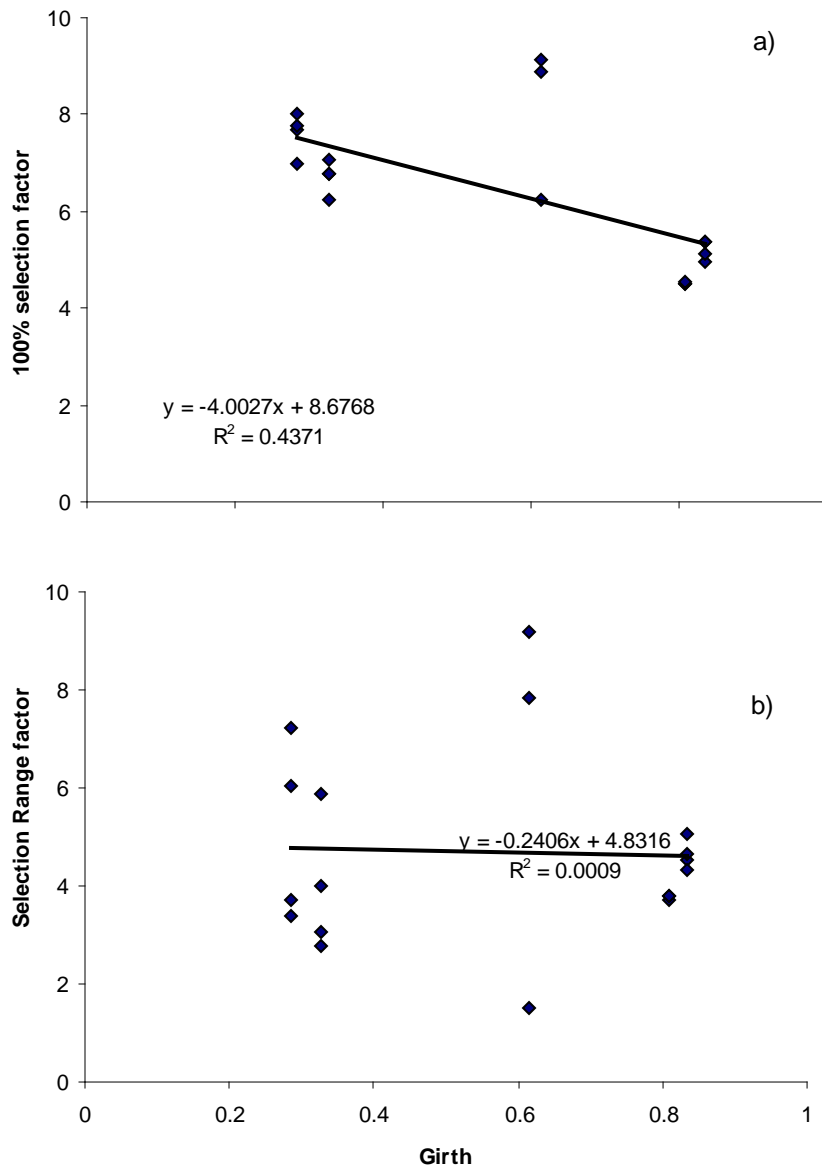 a)
10
8
6
4
2
0
100% selection factor
y = -4.0027x + 8.6768
R² = 0.4371
b)
10
8
6
4
2
0
Selection Range factor
y = -0.2406x + 4.8316
R² = 0.0009
0 0.2 0.4 0.6 0.8 1
Girth